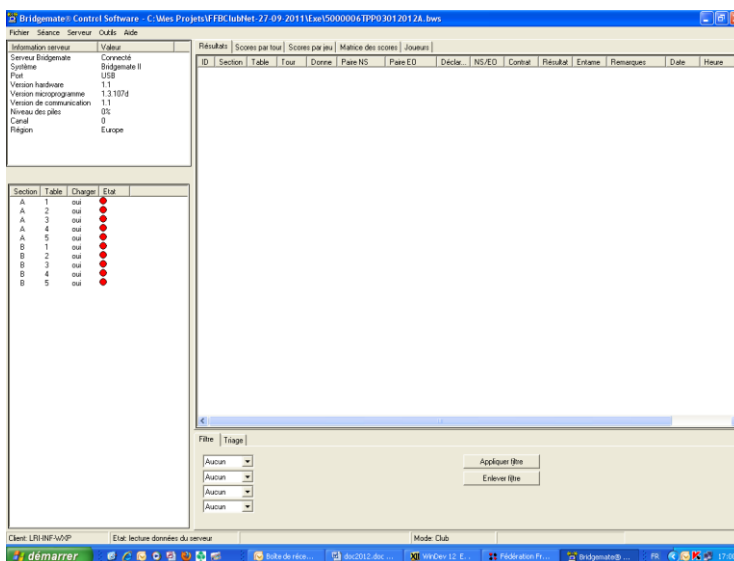 Bridgemate® Control Software - C:\Mes Projets\FFBClubNet-27-09-2011\Exe\5000006TPP03012012A.bws
Fichier Séance Serveur Outils Aide
Information serveur Valeur
Serveur Bridgemate Connecté
Système Bridgemate II
Port USB
Version hardware 1.1
Version microprogramme 1.3.107d
Version de communication 1.1
Niveau des piles 0%
Canal 0
Région Europe
Section Table Charger Etat
A 1 oui
A 2 oui
A 3 oui
A 4 oui
A 5 oui
B 1 oui
B 2 oui
B 3 oui
B 4 oui
B 5 oui
Résultats Scores par tour Scores par jeu Matrice des scores Joueurs
ID Section Table Tour Donne Paire NS Paire EO Déclar... NS/EO Contrat Résultat Entame Remarques Date Heure
Filtre Triage
Aucun
Appliquer filtre
Aucun
Enlever filtre
Aucun
Aucun
Client: LRI-INF-WXP Etat: lecture données du serveur Mode: Club
démarrer Boîte de réce... doc2012.doc ... WinDev 12 E... Fédération Fr... Bridgemate® ... FR 17:00